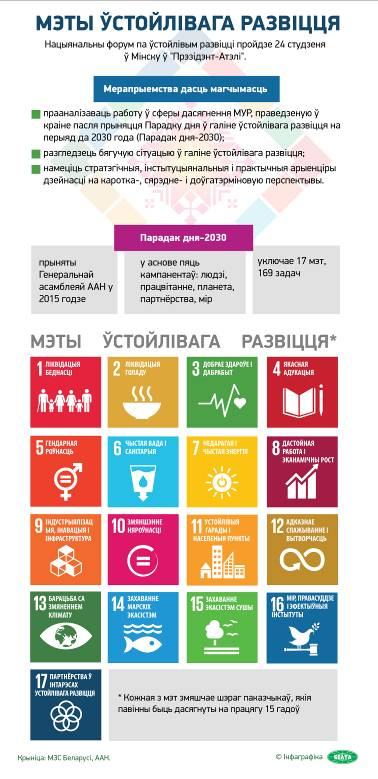 МЭТЫ ЎСТОЙЛІВАГА РАЗВІЦЦЯ
Нацыянальны форум па ўстойлівым развіцці пройдзе 24 студзеня
ў Мінску ў "Прэзідэнт-Атэлі".
Мерапрыемства дасць магчымасць
прааналізаваць работу ў сферы дасягнення МУР, праведзеную ў
краіне пасля прыняцця Парадку дня ў галіне ўстойлівага развіцця на
перыяд да 2030 года (Парадак дня-2030);
разгледзець бягучую сітуацыю ў галіне ўстойлівага развіцця;
намеціць стратэгічныя, інстытуцыянальныя і практычныя арыенціры
дзейнасці на каротка-, сярэдне- і доўгатэрміновую перспектывы.
Парадак дня-2030
прыняты
Генеральнай
асамблеяй ААН у
2015 годзе
у аснове пяць
кампанентаў: людзі,
працвітанне, планета,
партнёрства, мір
уключае 17 мэт,
169 задач
МЭТЫ ЎСТОЙЛІВАГА РАЗВІЦЦЯ*
1 ЛІКВІДАЦЫЯ
БЕДНАСЦІ
2 ЛІКВІДАЦЫЯ
ГОЛАДУ
3 ДОБРАЕ ЗДАРОЎЕ І
ДАБРАБЫТ
4 ЯКАСНАЯ
АДУКАЦЫЯ
5 ГЕНДАРНАЯ
РОЎНАСЦЬ
6 ЧЫСТАЯ ВАДА І
САНІТАРЫЯ
7 НЕДАРАГАЯ І
ЧЫСТАЯ ЭНЕРГІЯ
8 ДАСТОЙНАЯ
РАБОТА І
ЭКАНАМІЧНЫ РОСТ
9 ІНДУСТРЫЯЛІЗАЦ
ЫЯ, ІНАВАЦЫЯ І
ІНФРАСТРУКТУРА
10 ЗМЯНШЭННЕ
НЯРОЎНАСЦІ
11 УСТОЙЛІВЫЯ
ГАРАДЫ І
НАСЕЛЕНЫЯ ПУНКТЫ
12 АДКАЗНАЕ
СПАЖЫВАННЕ І
ВЫТВОРЧАСЦЬ
13 БАРАЦЬБА СА
ЗМЯНЕННЕМ
КЛІМАТУ
14 ЗАХАВАННЕ
МАРСКІХ
ЭКАСІСТЭМ
15 ЗАХАВАННЕ
ЭКАСІСТЭМ СУШЫ
16 МІР, ПРАВАСУДДЗЕ
І ЭФЕКТЫЎНЫЯ
ІНСТЫТУТЫ
17 ПАРТНЁРСТВА Ў
ІНТАРЭСАХ
УСТОЙЛІВАГА РАЗВІЦЦЯ
* Кожная з мэт змяшчае шэраг паказчыкаў, якія
павінны быць дасягнуты на працягу 15 гадоў
Крыніца: МЗС Беларусі, ААН.
© Інфаграфіка
БЕЛТА